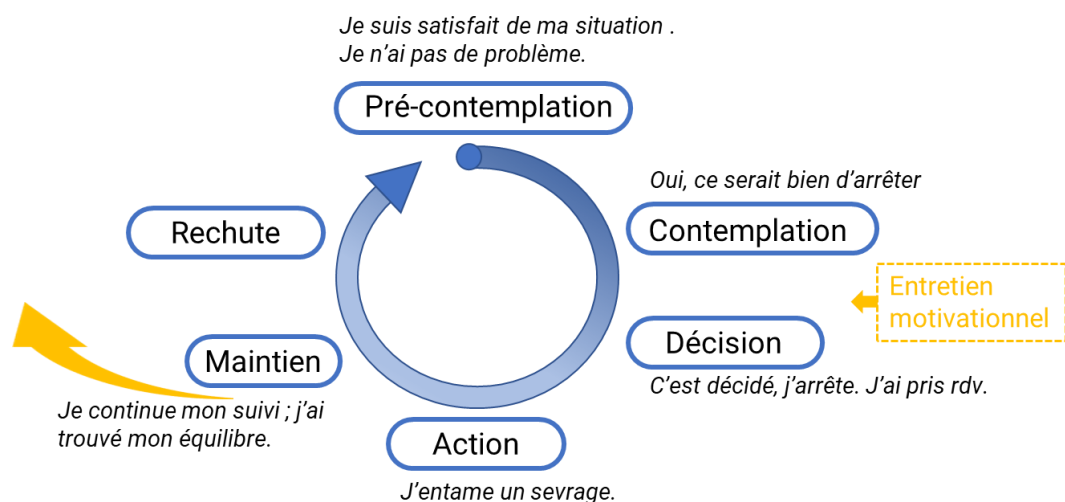 Je suis satisfait de ma situation .
Je n’ai pas de problème.
Pré-contemplation
Oui, ce serait bien d’arrêter
Contemplation
Entretien
motivationnel
Décision
C’est décidé, j’arrête. J’ai pris rdv.
Action
J’entame un sevrage.
Maintien
Je continue mon suivi ; j’ai
trouvé mon équilibre.
Rechute